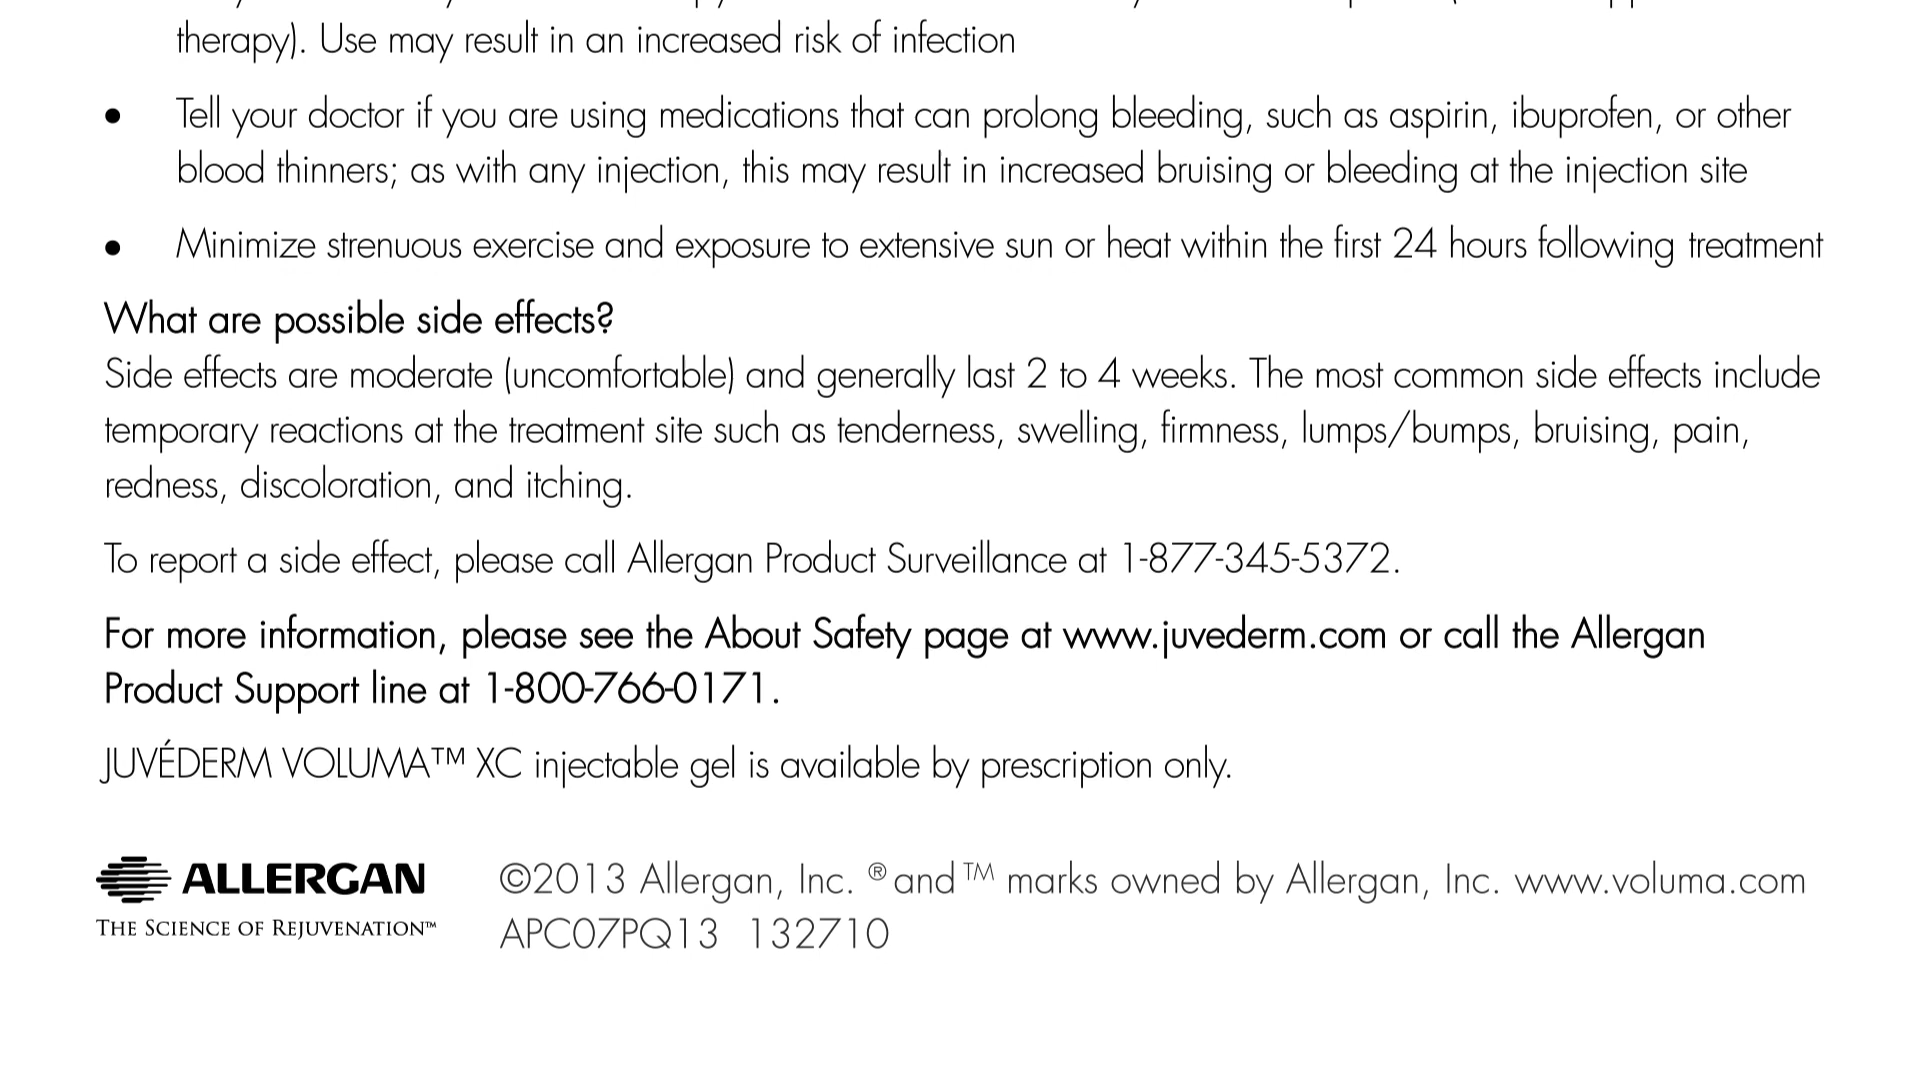 therapy). Use may result in an increased risk of infection
• Tell your doctor if you are using medications that can prolong bleeding, such as aspirin, ibuprofen, or other
blood thinners; as with any injection, this may result in increased bruising or bleeding at the injection site
• Minimize strenuous exercise and exposure to extensive sun or heat within the first 24 hours following treatment
What are possible side effects?
Side effects are moderate (uncomfortable) and generally last 2 to 4 weeks. The most common side effects include
temporary reactions at the treatment site such as tenderness, swelling, firmness, lumps/bumps, bruising, pain,
redness, discoloration, and itching.
To report a side effect, please call Allergan Product Surveillance at 1-877-345-5372.
For more information, please see the About Safety page at www.juvederm.com or call the Allergan
Product Support line at 1-800-766-0171.
JUVÉDERM VOLUMA™ XC injectable gel is available by prescription only.
ALLERGAN
THE SCIENCE OF REJUVENATION™
©2013 Allergan, Inc. ® and ™ marks owned by Allergan, Inc. www.voluma.com
APC07PQ13 132710